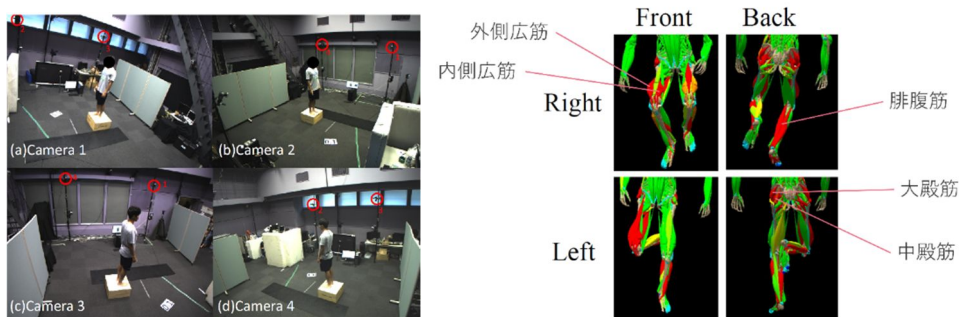 (a)Camera 1
(b)Camera 2
(c)Camera 3
(d)Camera 4
Front
Back
外側広筋
内側広筋
Right
腓腹筋
大殿筋
Left
中殿筋